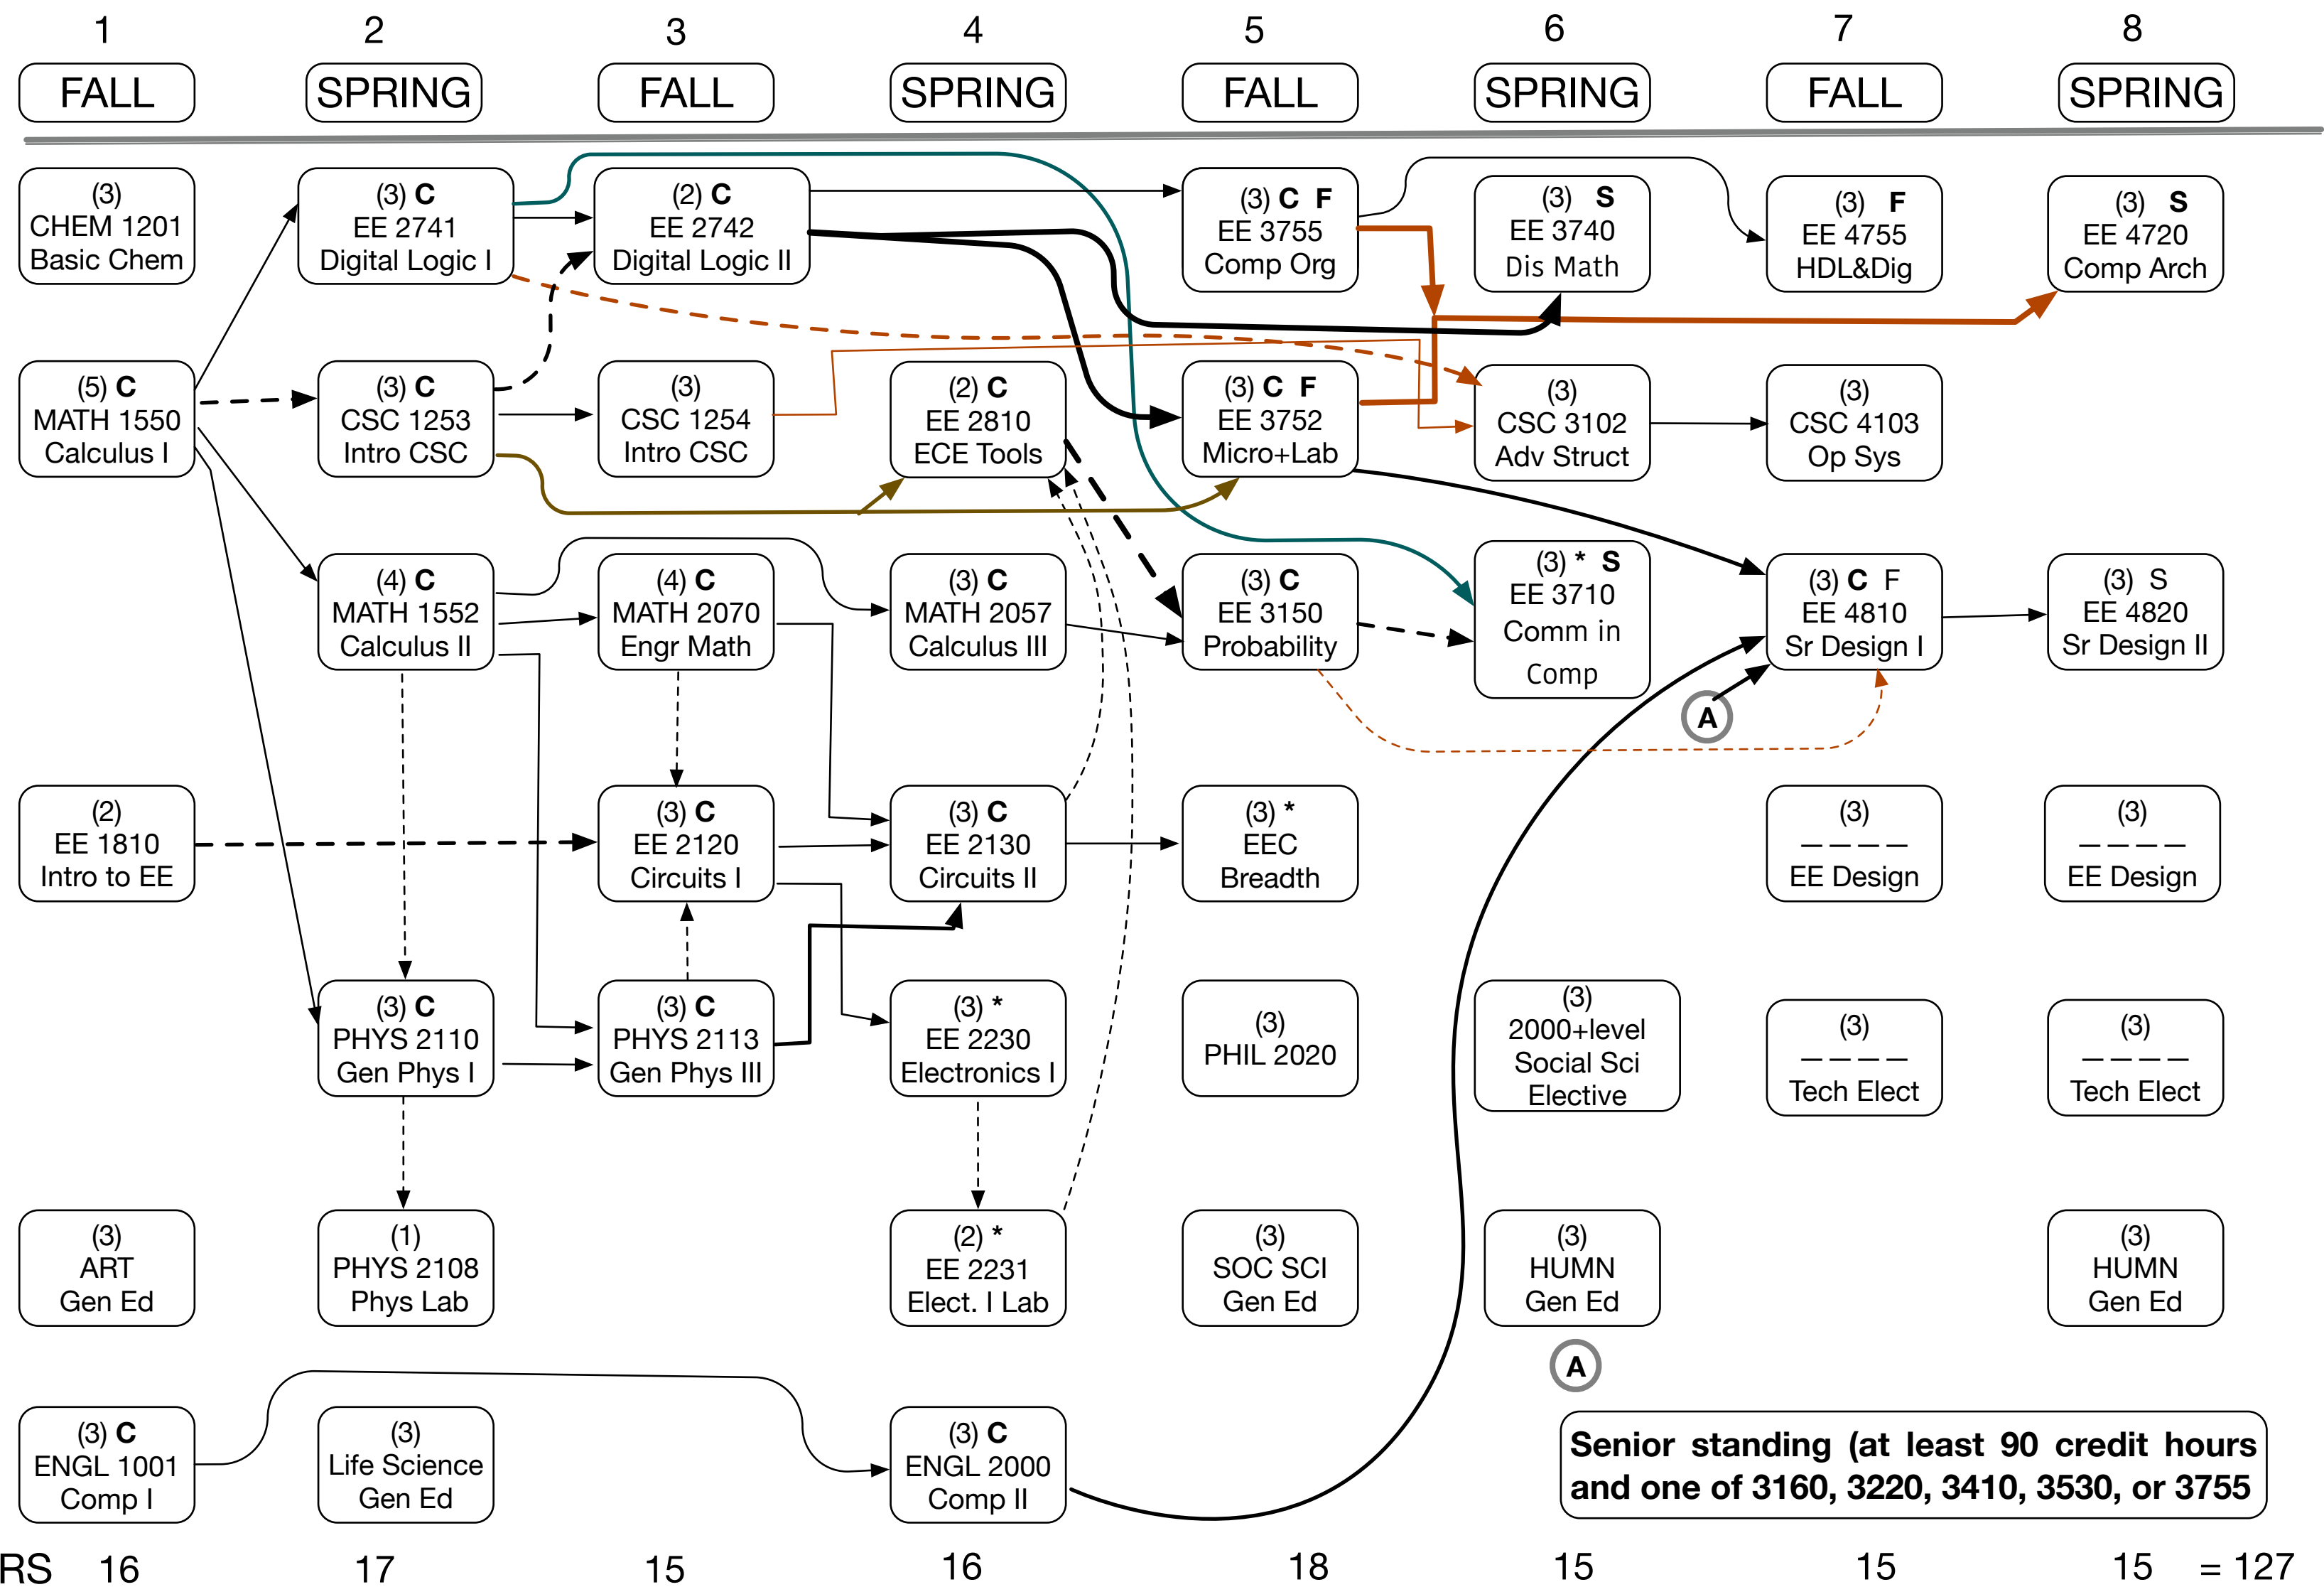 1 2 3 4 5 6 7 8
FALL SPRING FALL SPRING FALL SPRING FALL SPRING
(3)
CHEM 1201
Basic Chem
(3) C
EE 2741
Digital Logic I
(2) C
EE 2742
Digital Logic II
(3) C F
EE 3755
Comp Org
(3) S
EE 3740
Dis Math
(3) F
EE 4755
HDL&Dig
(3) S
EE 4720
Comp Arch
(5) C
MATH 1550
Calculus I
(3) C
CSC 1253
Intro CSC
(3)
CSC 1254
Intro CSC
(2) C
EE 2810
ECE Tools
(3) C F
EE 3752
Micro+Lab
(3)
CSC 3102
Adv Struct
(3)
CSC 4103
Op Sys
(4) C
MATH 1552
Calculus II
(4) C
MATH 2070
Engr Math
(3) C
MATH 2057
Calculus III
(3) C
EE 3150
Probability
(3) * S
EE 3710
Comm in
Comp
(3) C F
EE 4810
Sr Design I
(3) S
EE 4820
Sr Design II
A
(2)
EE 1810
Intro to EE
(3) C
EE 2120
Circuits I
(3) C
EE 2130
Circuits II
(3) *
EEC
Breadth
(3)
– – – –
EE Design
(3)
– – – –
EE Design
(3) C
PHYS 2110
Gen Phys I
(3) C
PHYS 2113
Gen Phys III
(3) *
EE 2230
Electronics I
(3)
PHIL 2020
(3)
2000+level
Social Sci
Elective
(3)
– – – –
Tech Elect
(3)
– – – –
Tech Elect
(3)
ART
Gen Ed
(1)
PHYS 2108
Phys Lab
(2) *
EE 2231
Elect. I Lab
(3)
SOC SCI
Gen Ed
(3)
HUMN
Gen Ed
(3)
HUMN
Gen Ed
A
(3) C
ENGL 1001
Comp I
(3)
Life Science
Gen Ed
(3) C
ENGL 2000
Comp II
Senior standing (at least 90 credit hours
and one of 3160, 3220, 3410, 3530, or 3755
RS 16 17 15 16 18 15 15 15 = 127